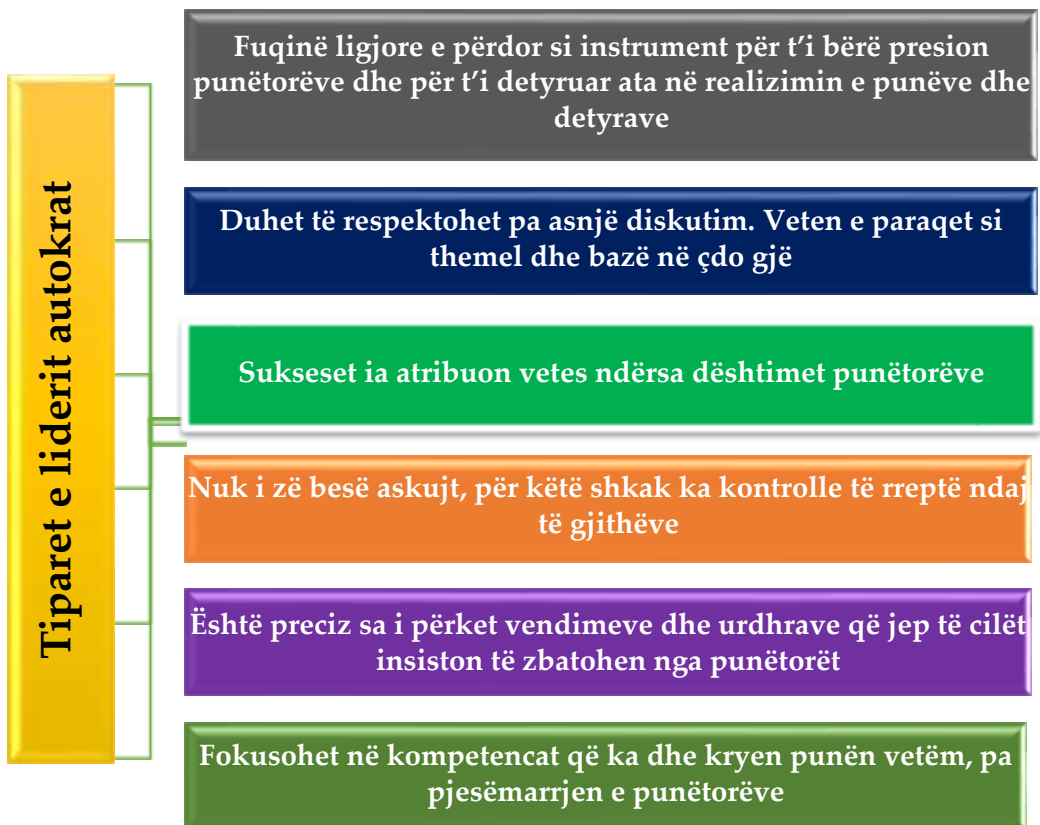 Tiparet e liderit autokrat
Fuqinë ligjore e përdor si instrument për t’i bërë presion
punëtorëve dhe për t’i detyruar ata në realizimin e punëve dhe
detyrave
Duhet të respektohet pa asnjë diskutim. Veten e paraqet si
themel dhe bazë në çdo gjë
Sukseset ia atribuon vetes ndërsa dështimet punëtorëve
Nuk i zë besë askujt, për këtë shkak ka kontrolle të rreptë ndaj
të gjithëve
Është preciz sa i përket vendimeve dhe urdhrave që jep të cilët
insiston të zbatohen nga punëtorët
Fokusohet në kompetencat që ka dhe kryen punën vetëm, pa
pjesëmarrjen e punëtorëve